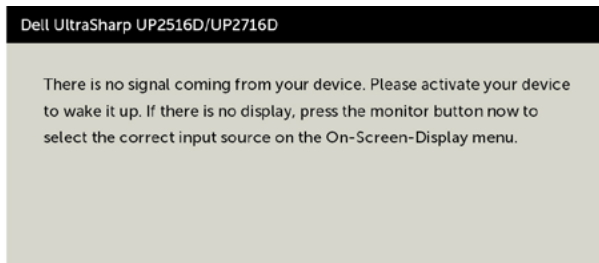 Dell UltraSharp UP2516D/UP2716D
There is no signal coming from your device. Please activate your device
to wake it up. If there is no display, press the monitor button now to
select the correct input source on the On-Screen-Display menu.